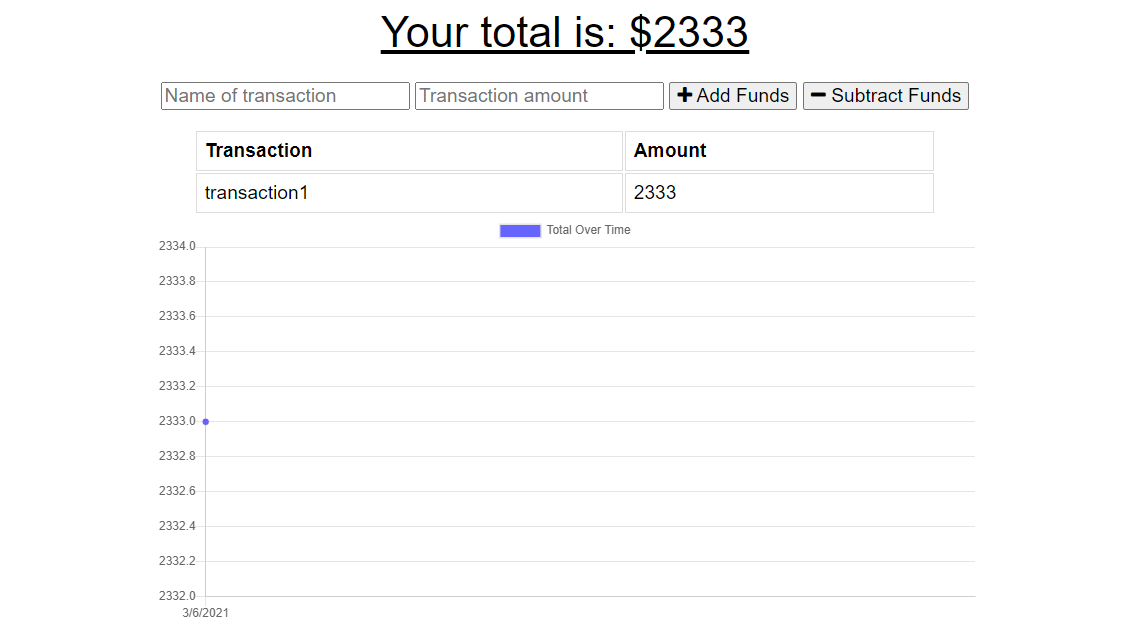 Your total is: $2333
Name of transaction Transaction amount Add Funds Subtract Funds
Transaction Amount
transaction1 2333
Total Over Time
2334.0
2333.8
2333.6
2333.4
2333.2
2333.0
2332.8
2332.6
2332.4
2332.2
2332.0
3/6/2021